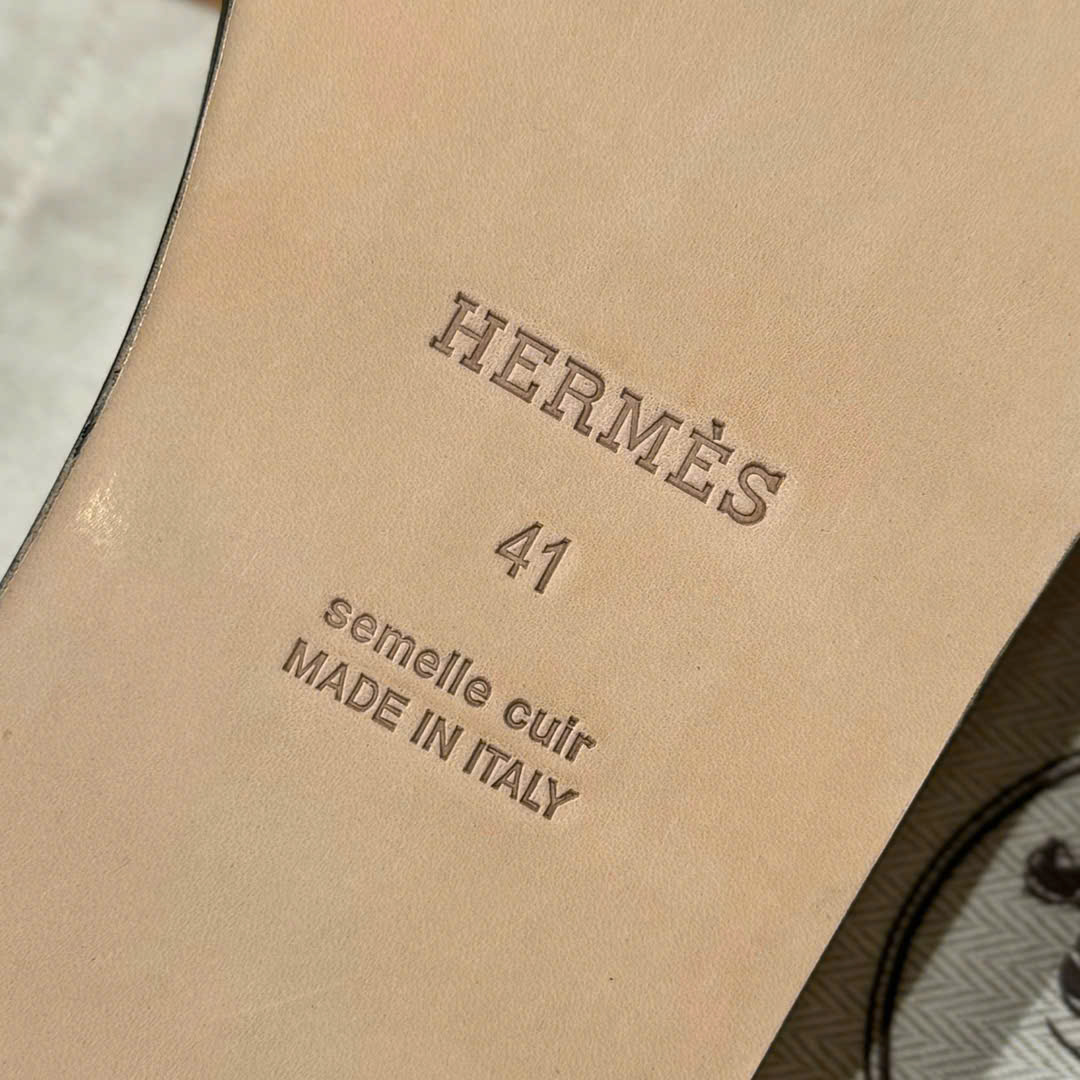 HERMÈS
41
semelle cuir
MADE IN ITALY